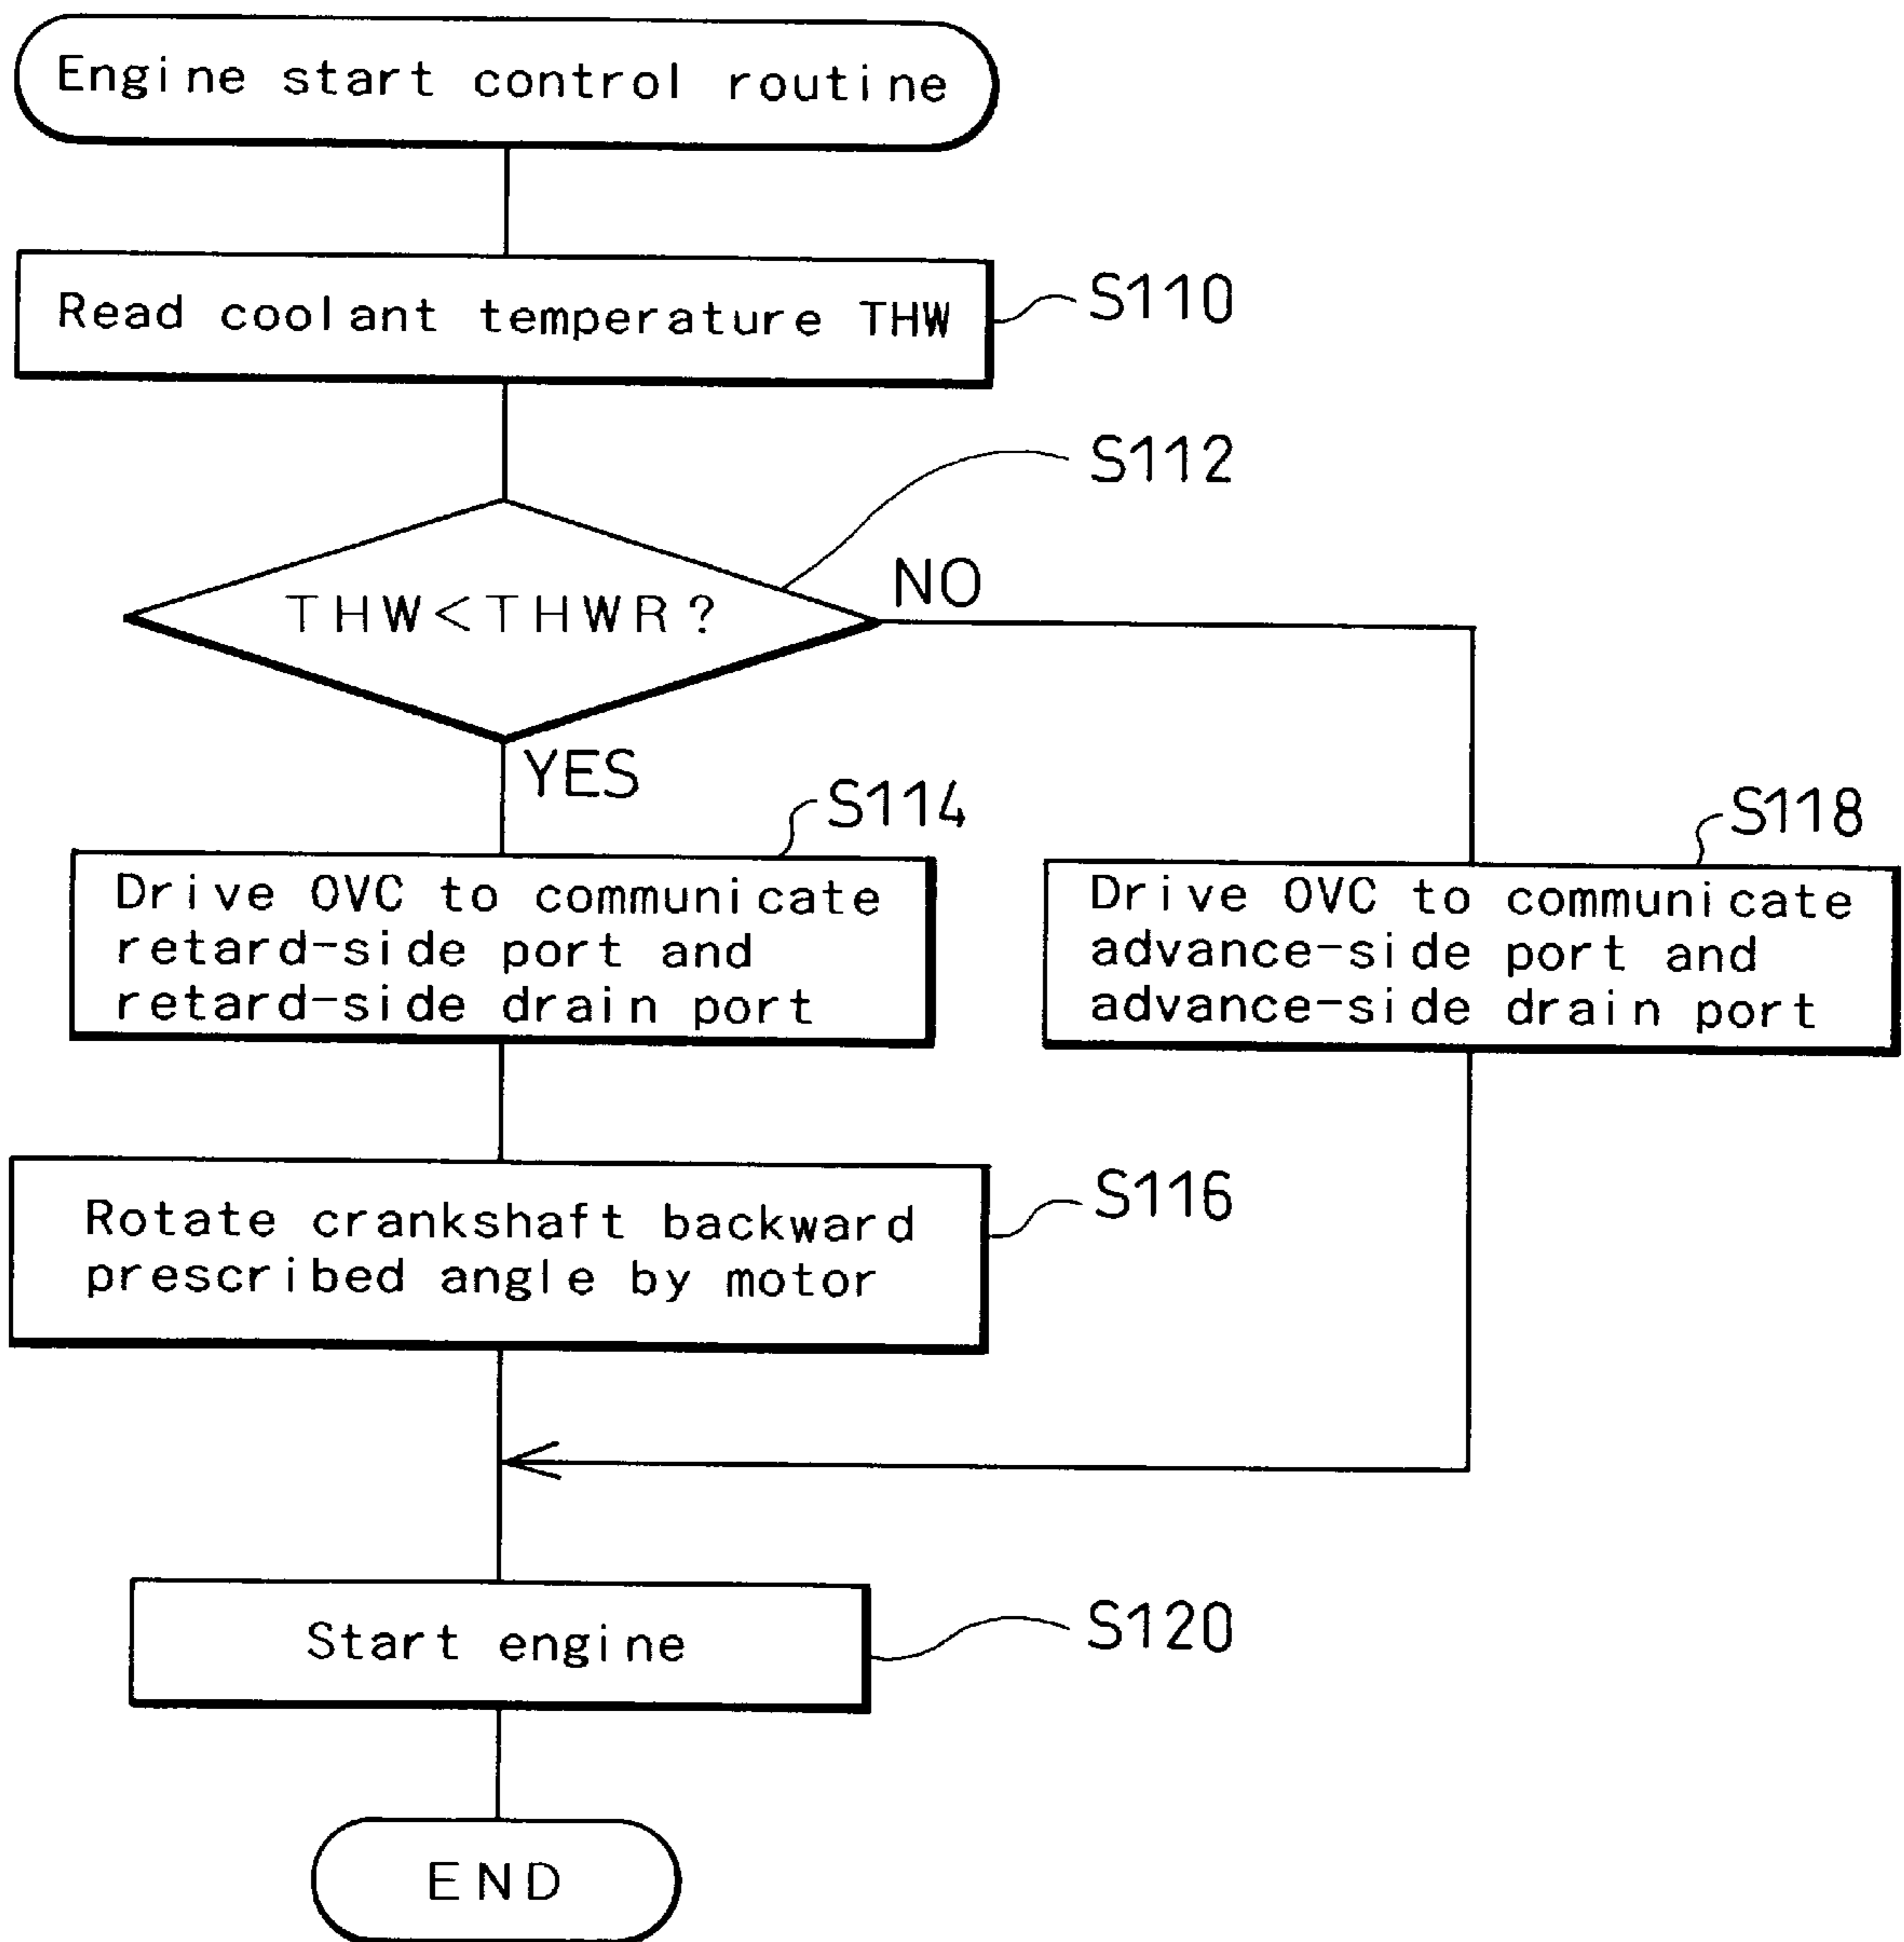 Engine start control routine
Read coolant temperature THW
S110
S112
THW<THWR?
NO
YES
S114
Drive OVC to communicate
retard-side port and
retard-side drain port
S118
Drive OVC to communicate
advance-side port and
advance-side drain port
Rotate crankshaft backward
prescribed angle by motor
S116
Start engine
S120
END